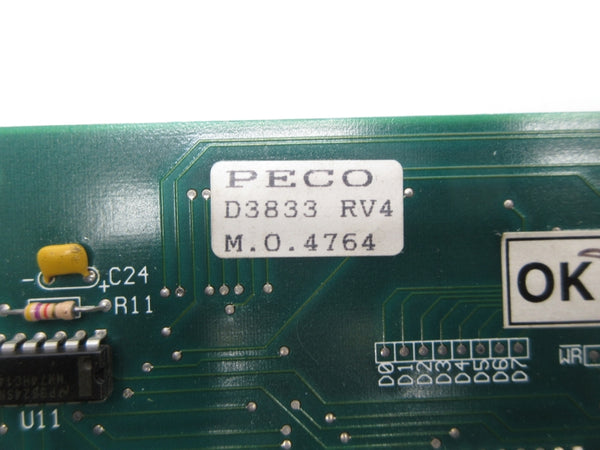 PECO
D3833 RV4
M.O.4764
OK
- + C24
R11
U11
D0
D1
D2
D3
D4
D5
D6
D7
WR